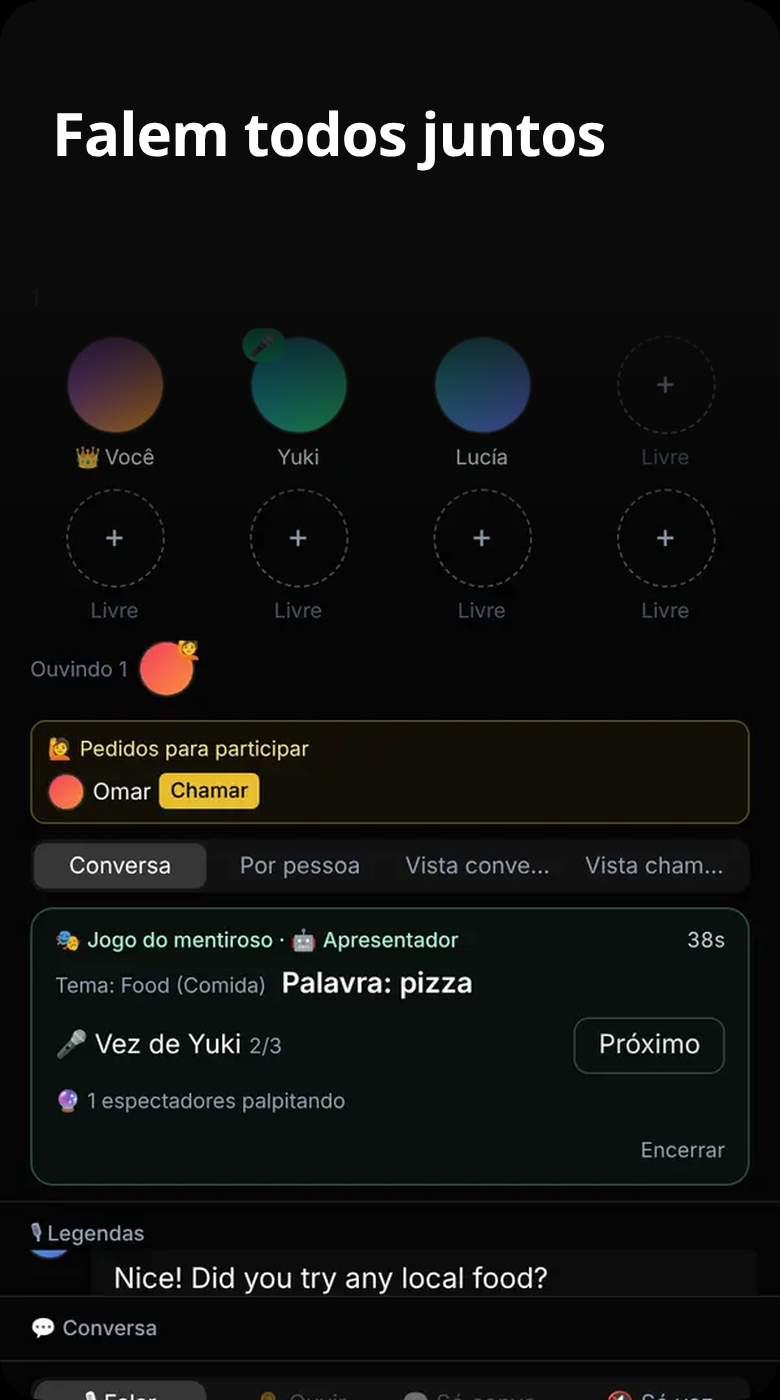 Falem todos juntos
👑 Você
Yuki
Lucía
Livre
Livre
Livre
Livre
Livre
Ouvindo 1
🙋 Pedidos para participar
Omar Chamar
Conversa Por pessoa Vista conve... Vista cham...
🎭 Jogo do mentiroso · 🤖 Apresentador 38s
Tema: Food (Comida) Palavra: pizza
🎤 Vez de Yuki 2/3 Próximo
🔮 1 espectadores palpitando
Encerrar
🎙 Legendas
Nice! Did you try any local food?
💬 Conversa